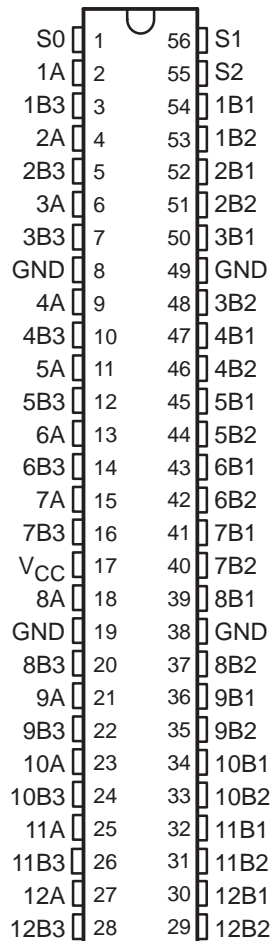 S0 1 56 S1
1A 2 55 S2
1B3 3 54 1B1
2A 4 53 1B2
2B3 5 52 2B1
3A 6 51 2B2
3B3 7 50 3B1
GND 8 49 GND
4A 9 48 3B2
4B3 10 47 4B1
5A 11 46 4B2
5B3 12 45 5B1
6A 13 44 5B2
6B3 14 43 6B1
7A 15 42 6B2
7B3 16 41 7B1
VCC 17 40 7B2
8A 18 39 8B1
GND 19 38 GND
8B3 20 37 8B2
9A 21 36 9B1
9B3 22 35 9B2
10A 23 34 10B1
10B3 24 33 10B2
11A 25 32 11B1
11B3 26 31 11B2
12A 27 30 12B1
12B3 28 29 12B2